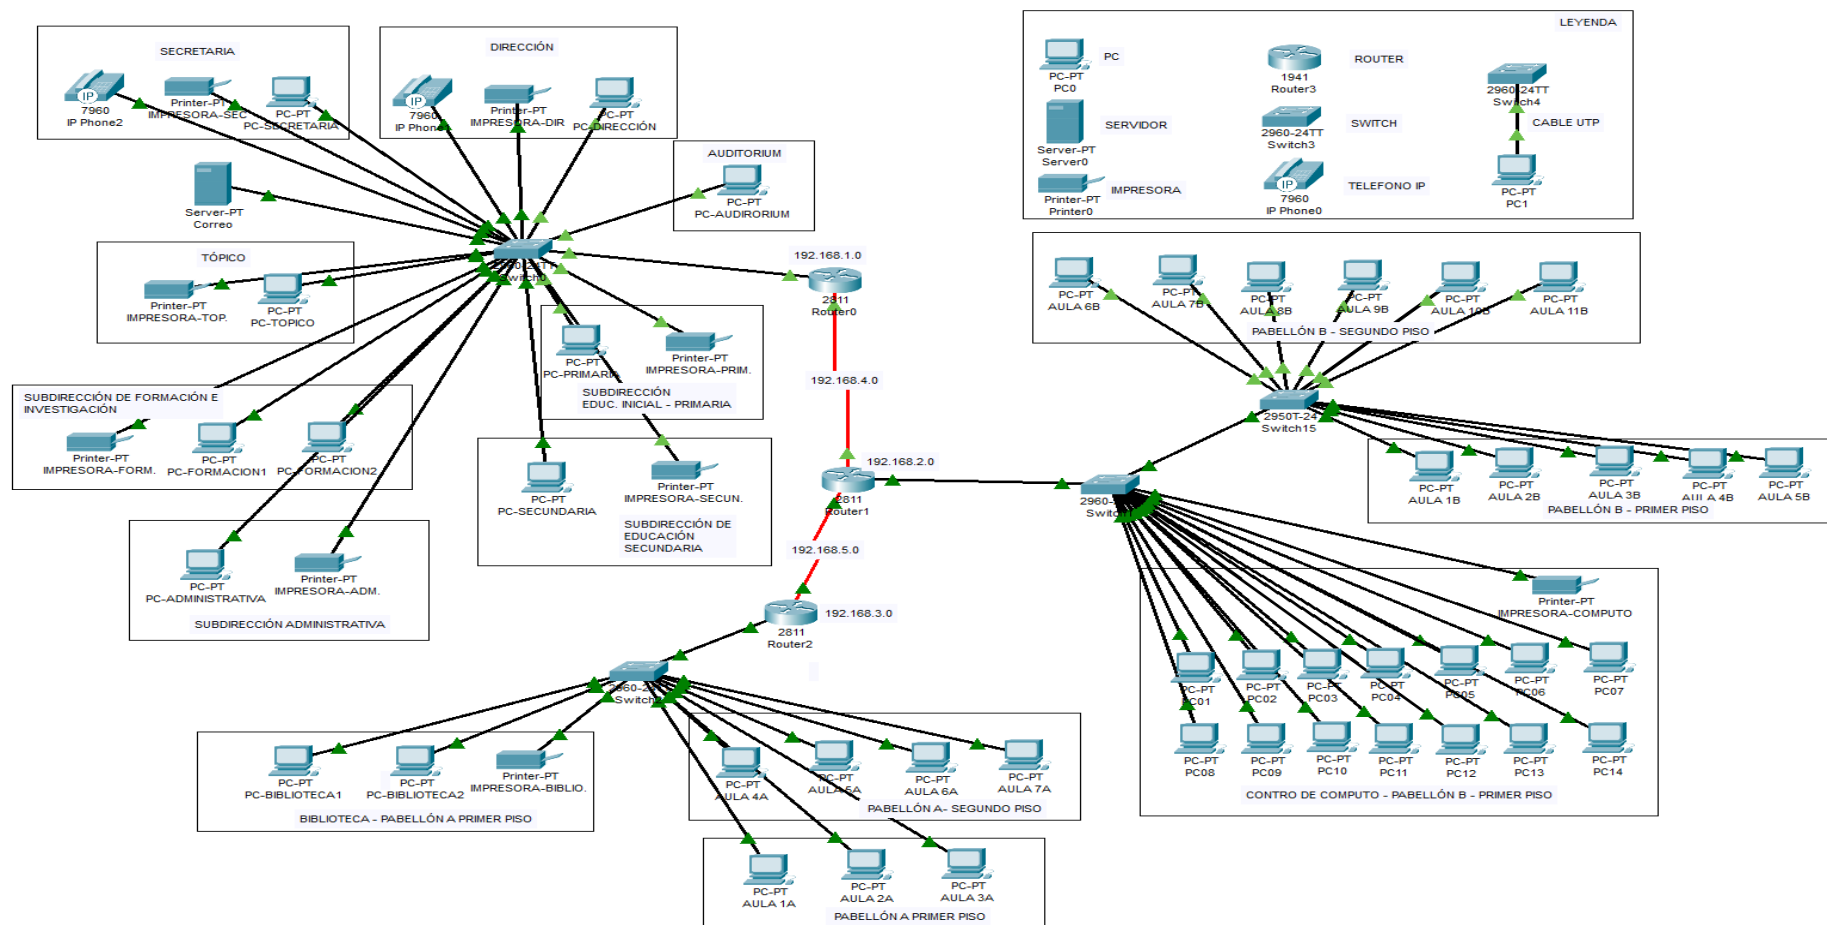 SECRETARIA
IP
7960
IP Phone2
Printer-PT
IMPRESORA-SEC
PC-PT
PC-SECRETARIA
DIRECCIÓN
IP
7960
IP Phone
Printer-PT
IMPRESORA-DIR
PC-PT
PC-DIRECCIÓN
AUDITORIUM
PC-PT
PC-AUDIRORIUM
Server-PT
Correo
TÓPICO
Printer-PT
IMPRESORA-TOP.
PC-PT
PC-TOPICO
192.168.1.0
2811
Router0
PC-PT
PC-PRIMARIA
Printer-PT
IMPRESORA-PRIM.
SUBDIRECCIÓN
EDUC. INICIAL - PRIMARIA
192.168.4.0
SUBDIRECCIÓN DE FORMACIÓN E
INVESTIGACIÓN
Printer-PT
IMPRESORA-FORM.
PC-PT
PC-FORMACION1
PC-PT
PC-FORMACION2
PC-PT
PC-SECUNDARIA
Printer-PT
IMPRESORA-SECUN.
SUBDIRECCIÓN DE
EDUCACIÓN
SECUNDARIA
192.168.2.0
2811
Router1
PC-PT
PC-ADMINISTRATIVA
Printer-PT
IMPRESORA-ADM.
SUBDIRECCIÓN ADMINISTRATIVA
192.168.5.0
192.168.3.0
2811
Router2
PC-PT
PC-BIBLIOTECA1
PC-PT
PC-BIBLIOTECA2
Printer-PT
IMPRESORA-BIBLIO.
BIBLIOTECA - PABELLÓN A PRIMER PISO
PC-PT
AULA 4A
PC-PT
AULA 5A
PC-PT
AULA 6A
PC-PT
AULA 7A
PABELLÓN A- SEGUNDO PISO
PC-PT
AULA 1A
PC-PT
AULA 2A
PC-PT
AULA 3A
PABELLÓN A PRIMER PISO
LEYENDA
PC-PT
PC0
PC
1941
Router3
ROUTER
2960-24TT
Switch4
CABLE UTP
PC-PT
PC1
Server-PT
Server0
SERVIDOR
2960-24TT
Switch3
SWITCH
Printer-PT
Printer0
IMPRESORA
IP
7960
IP Phone0
TELEFONO IP
PC-PT
AULA 6B
PC-PT
AULA 7B
PC-PT
AULA 8B
PC-PT
AULA 9B
PC-PT
AULA 10B
PC-PT
AULA 11B
PABELLÓN B - SEGUNDO PISO
2950T-24
Switch15
PC-PT
AULA 1B
PC-PT
AULA 2B
PC-PT
AULA 3B
PC-PT
AULA 4B
PC-PT
AULA 5B
PABELLÓN B - PRIMER PISO
Printer-PT
IMPRESORA-COMPUTO
PC-PT
PC01
PC-PT
PC02
PC-PT
PC03
PC-PT
PC04
PC-PT
PC05
PC-PT
PC06
PC-PT
PC07
PC-PT
PC08
PC-PT
PC09
PC-PT
PC10
PC-PT
PC11
PC-PT
PC12
PC-PT
PC13
PC-PT
PC14
CONTRO DE COMPUTO - PABELLÓN B - PRIMER PISO